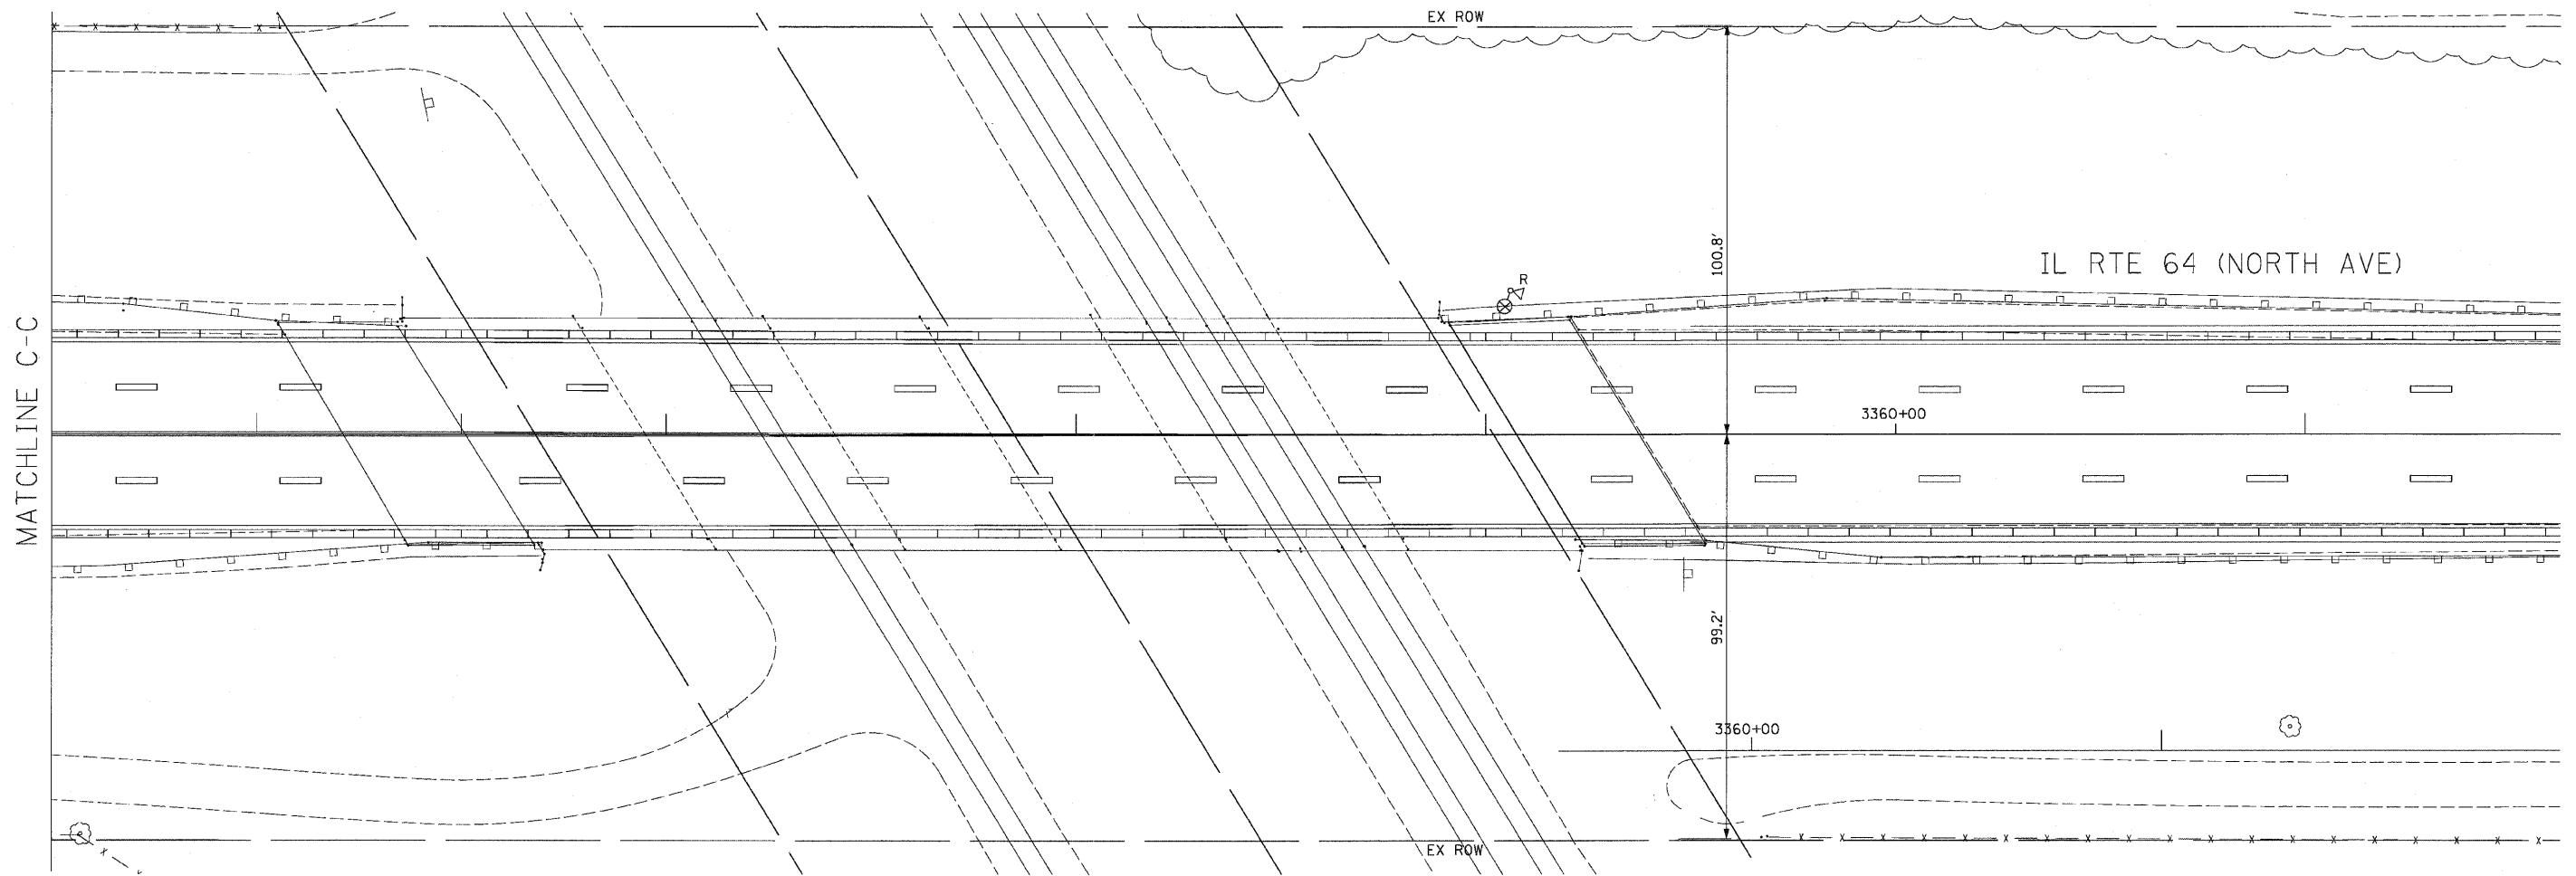 EX ROW
R
100.8'
IL RTE 64 (NORTH AVE)
MATCHLINE C-C
3360+00
99.2'
3360+00
EX ROW